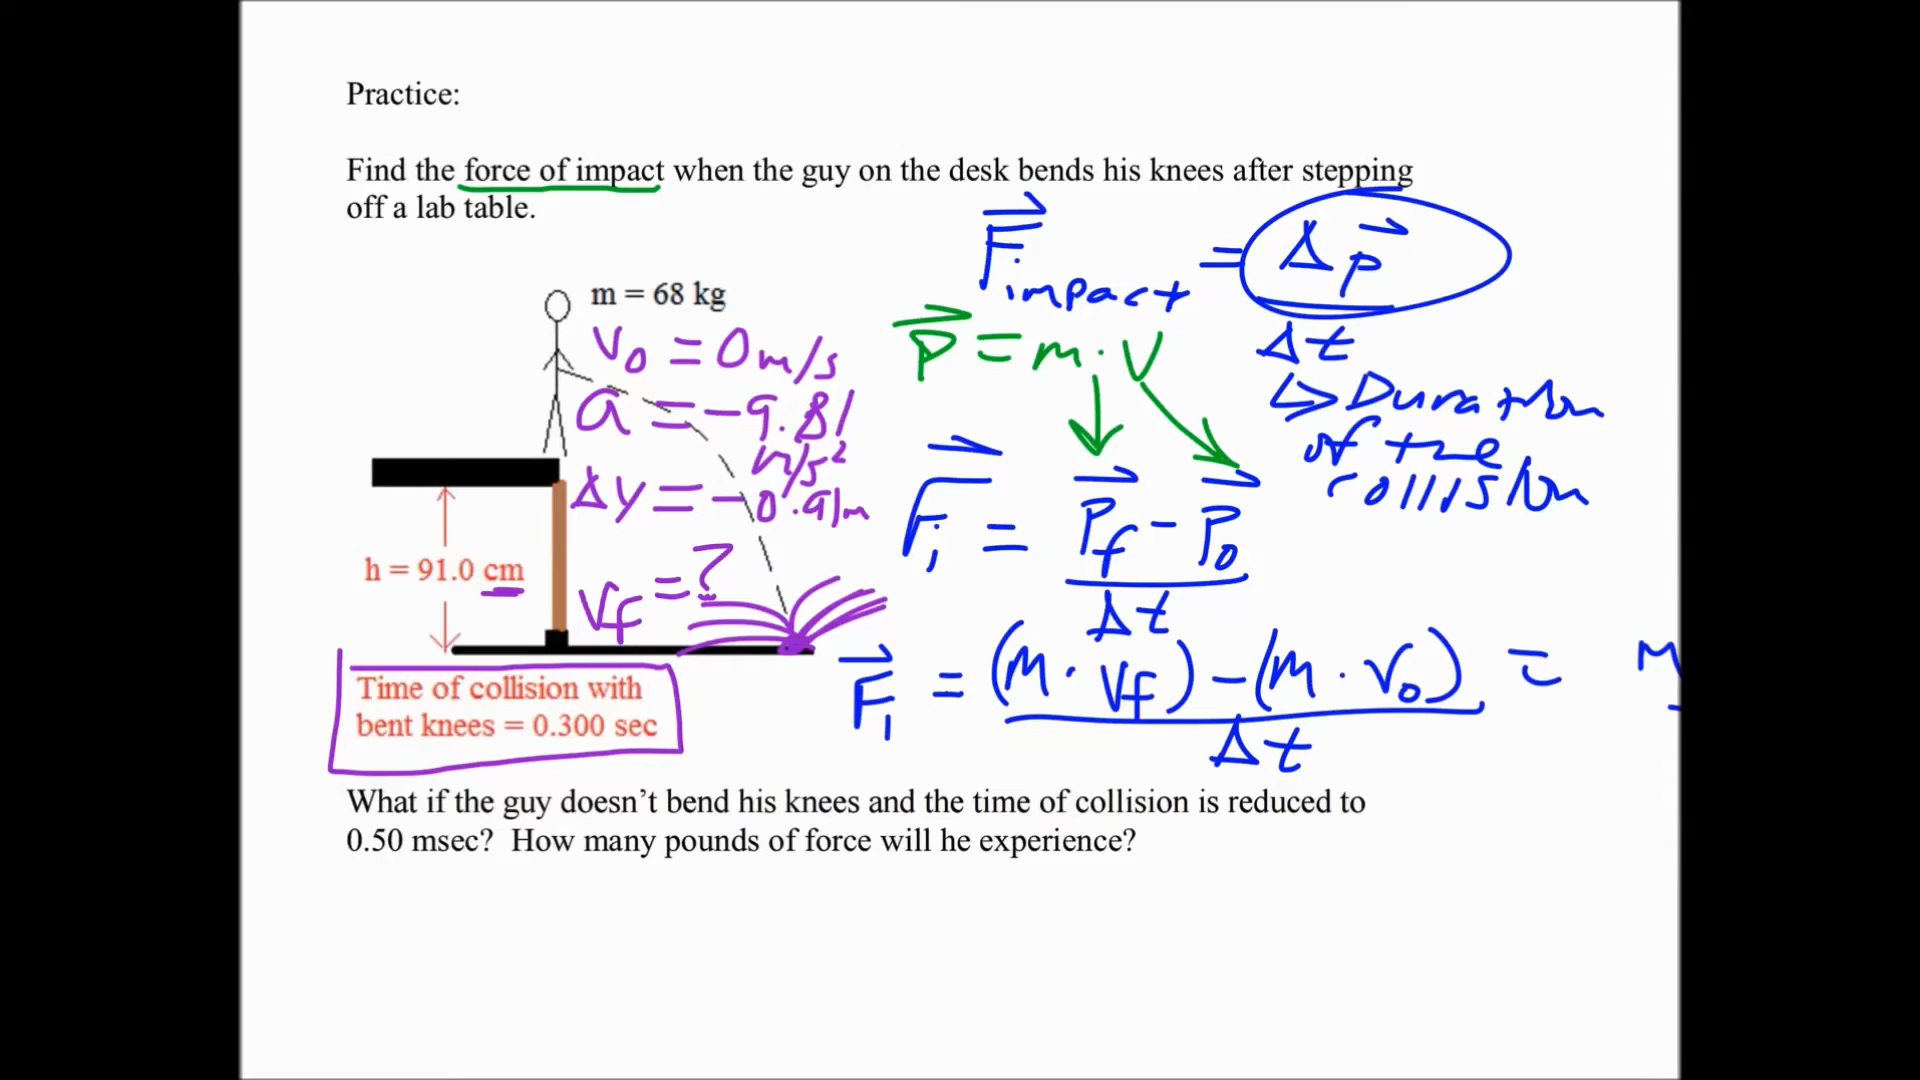 Practice:
Find the force of impact when the guy on the desk bends his knees after stepping
off a lab table.
F impact = Δp
Δt
↳ Duration
of the
collision
m = 68 kg
v₀ = 0 m/s
a = -9.81
m/s²
Δy = -0.91m
vf = ?
h = 91.0 cm
Time of collision with
bent knees = 0.300 sec
p = m · v
Fi = Pf - P₀
Δt
Fi = (m · vf) - (m · v₀) = m
Δt
What if the guy doesn’t bend his knees and the time of collision is reduced to
0.50 msec? How many pounds of force will he experience?